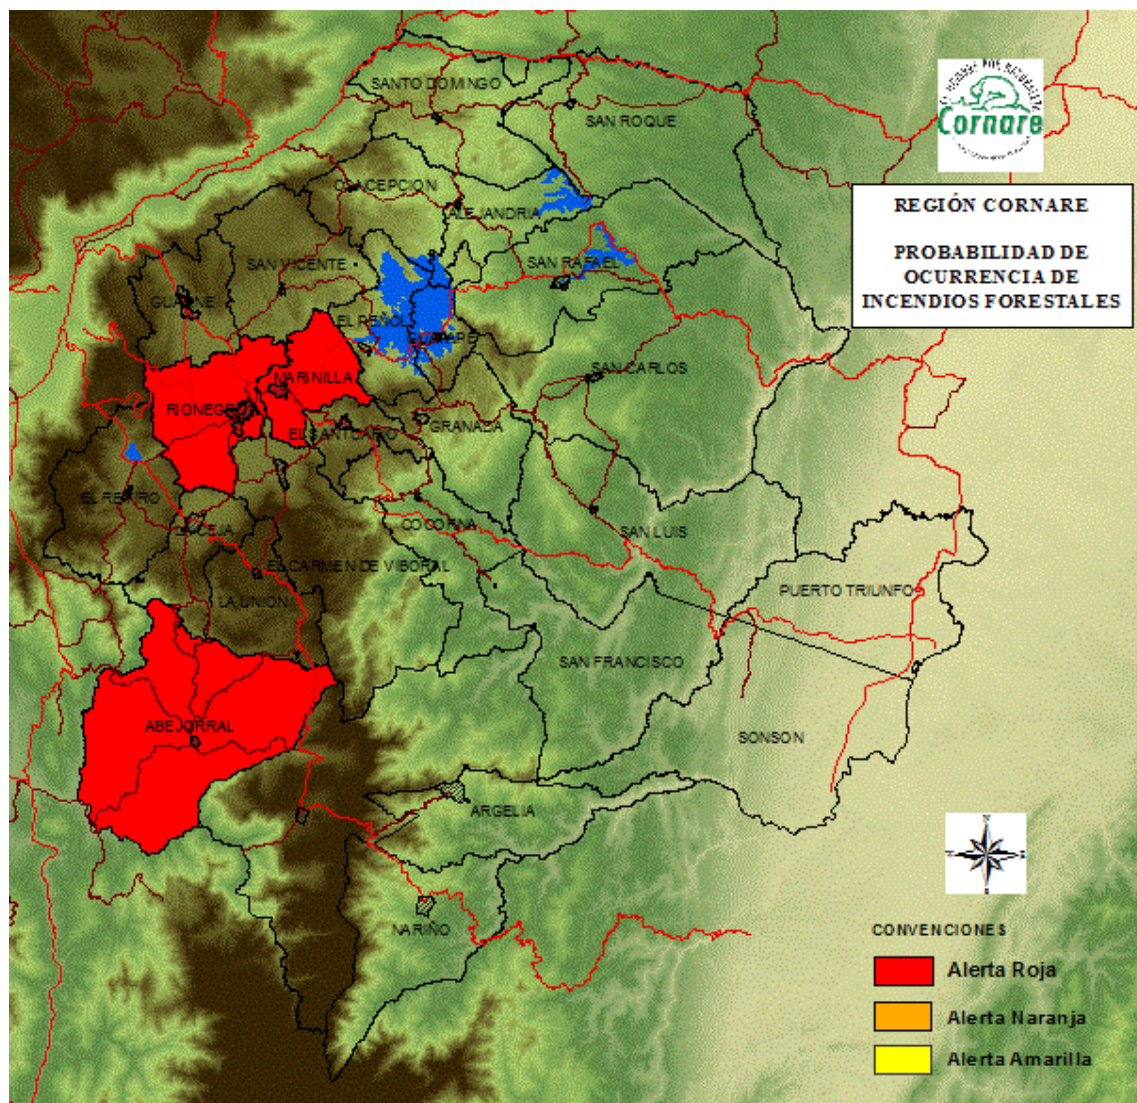 SANTO DOMINGO
SAN ROQUE
Cornare
CONCEPCION
ALEJANDRIA
REGIÓN CORNARE
PROBABILIDAD DE
OCURRENCIA DE
INCENDIOS FORESTALES
SAN VICENTE
SAN RAFAEL
GUARNE
EL PEÑOL
GUATAPE
MARINILLA
SAN CARLOS
RIONEGRO
EL SANTUARIO
GRANADA
EL RETIRO
COCORNA
LA CEJA
SAN LUIS
EL CARMEN DE VIBORAL
LA UNION
PUERTO TRIUNFO
SAN FRANCISCO
ABEJORRAL
SONSON
ARGELIA
NARIÑO
CONVENCIONES
Alerta Roja
Alerta Naranja
Alerta Amarilla